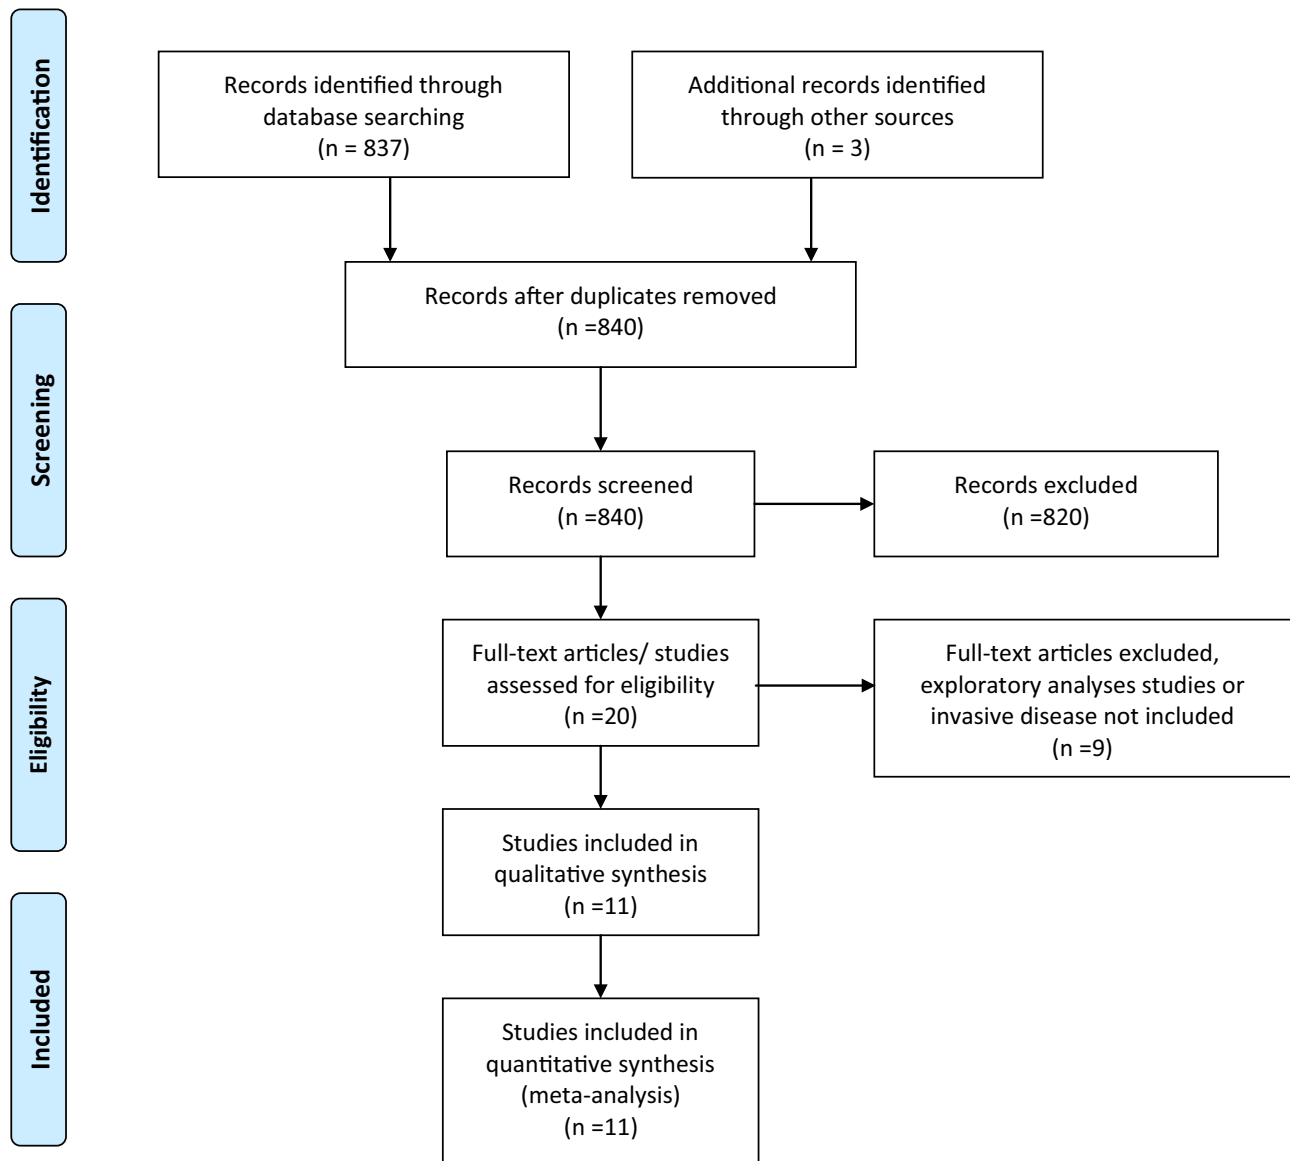 Identification
Records identified through
database searching
(n = 837)
Additional records identified
through other sources
(n = 3)
Records after duplicates removed
(n =840)
Screening
Records screened
(n =840)
Records excluded
(n =820)
Eligibility
Full-text articles/ studies
assessed for eligibility
(n =20)
Full-text articles excluded,
exploratory analyses studies or
invasive disease not included
(n =9)
Studies included in
qualitative synthesis
(n =11)
Included
Studies included in
quantitative synthesis
(meta-analysis)
(n =11)